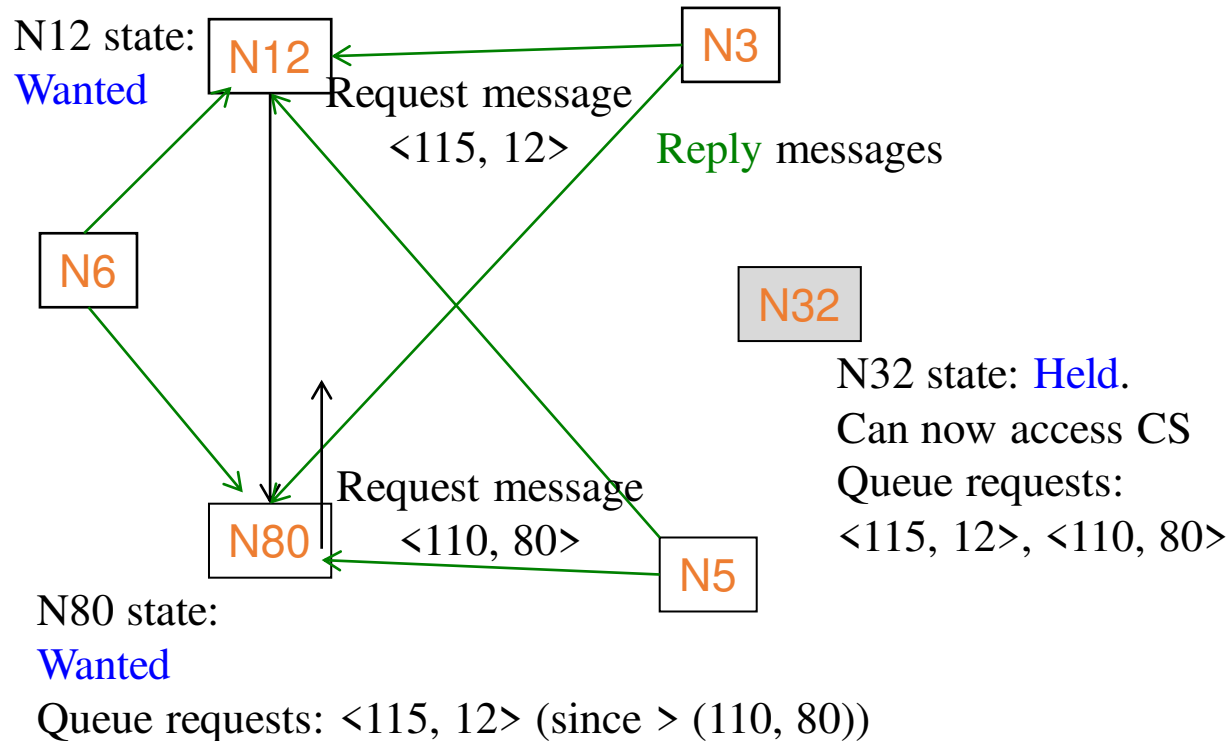 N12 state:
Wanted
N12
N3
Request message
<115, 12>
Reply messages
N6
N32
N32 state: Held.
Can now access CS
Queue requests:
<115, 12>, <110, 80>
Request message
<110, 80>
N80
N5
N80 state:
Wanted
Queue requests: <115, 12> (since > (110, 80))